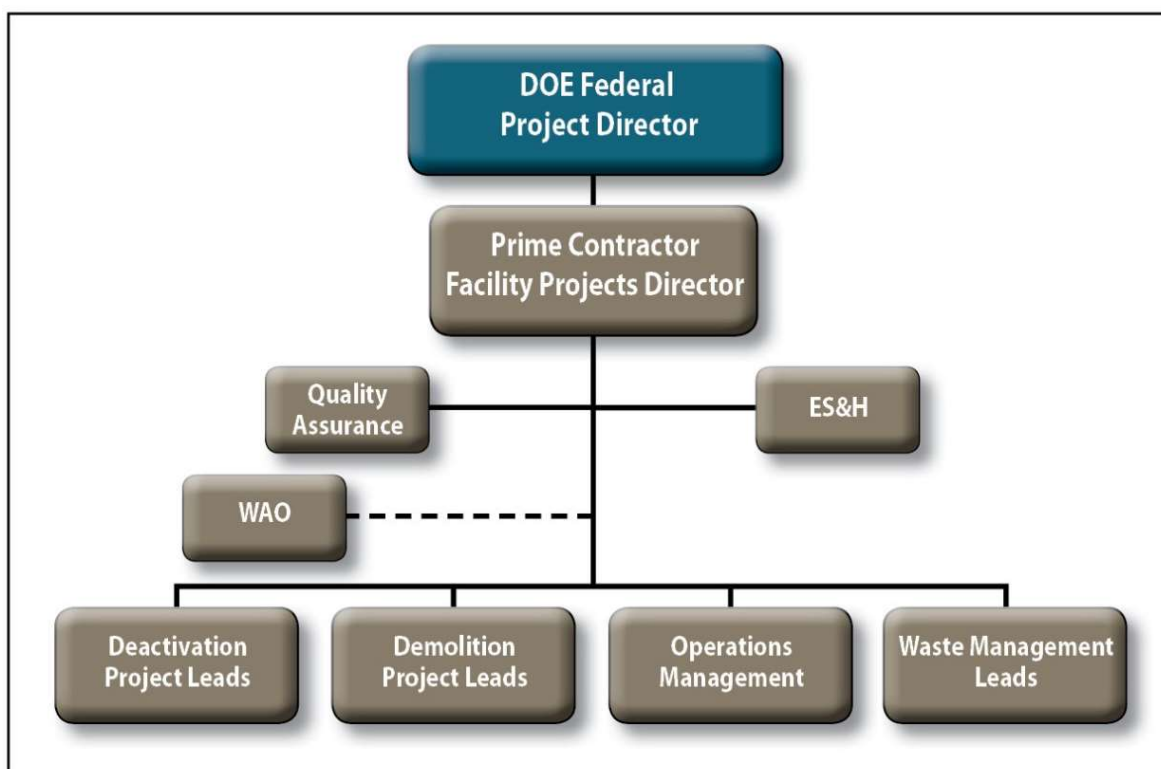 DOE Federal
Project Director
Prime Contractor
Facility Projects Director
Quality
Assurance
ES&H
WAO
Deactivation
Project Leads
Demolition
Project Leads
Operations
Management
Waste Management
Leads